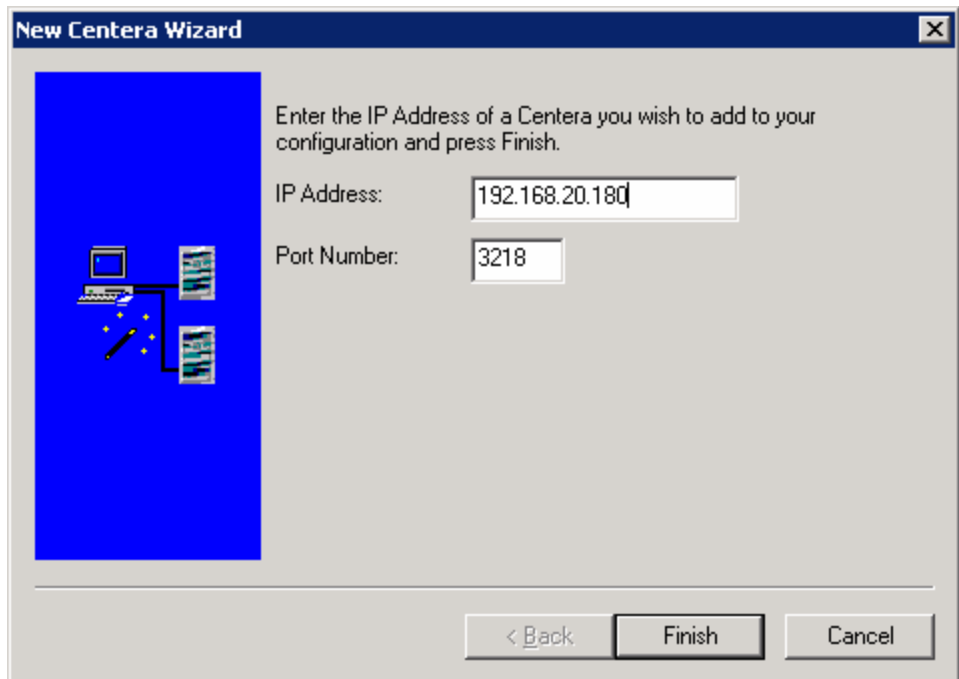 New Centera Wizard
Enter the IP Address of a Centera you wish to add to your
configuration and press Finish.
IP Address: 192.168.20.180
Port Number: 3218
< Back Finish Cancel